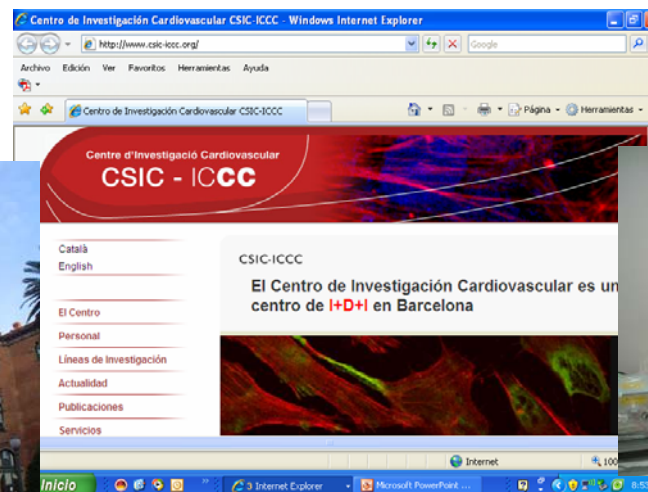 Centro de Investigación Cardiovascular CSIC-ICCC - Windows Internet Explorer
http://www.csic-iccc.org/
Google
Archivo Edición Ver Favoritos Herramientas Ayuda
Centro de Investigación Cardiovascular CSIC-ICCC
Página
Herramientas
Centre d'Investigació Cardiovascular
CSIC - ICCC
Català
English
CSIC-ICCC
El Centro de Investigación Cardiovascular es un
centro de I+D+I en Barcelona
El Centro
Personal
Líneas de Investigación
Actualidad
Publicaciones
Servicios
Internet
100
Inicio
3 Internet Explorer
Microsoft PowerPoint ...
8:53